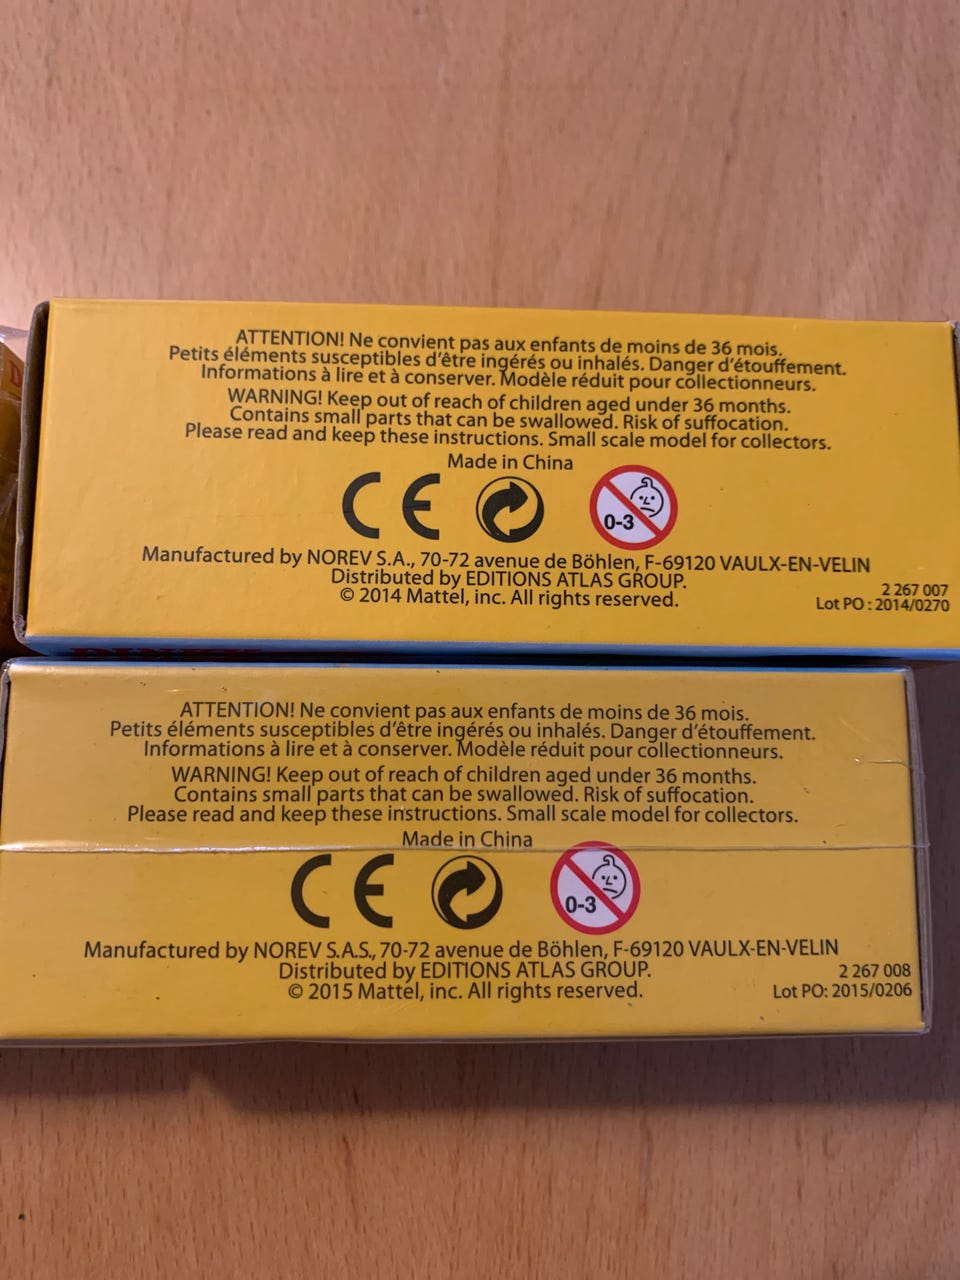 ATTENTION! Ne convient pas aux enfants de moins de 36 mois.
Petits éléments susceptibles d'être ingérés ou inhalés. Danger d'étouffement.
Informations à lire et à conserver. Modèle réduit pour collectionneurs.
WARNING! Keep out of reach of children aged under 36 months.
Contains small parts that can be swallowed. Risk of suffocation.
Please read and keep these instructions. Small scale model for collectors.
Made in China
CE
0-3
Manufactured by NOREV S.A., 70-72 avenue de Böhlen, F-69120 VAULX-EN-VELIN
Distributed by EDITIONS ATLAS GROUP.
© 2014 Mattel, inc. All rights reserved.
2 267 007
Lot PO : 2014/0270
ATTENTION! Ne convient pas aux enfants de moins de 36 mois.
Petits éléments susceptibles d'être ingérés ou inhalés. Danger d'étouffement.
Informations à lire et à conserver. Modèle réduit pour collectionneurs.
WARNING! Keep out of reach of children aged under 36 months.
Contains small parts that can be swallowed. Risk of suffocation.
Please read and keep these instructions. Small scale model for collectors.
Made in China
CE
0-3
Manufactured by NOREV S.A.S., 70-72 avenue de Böhlen, F-69120 VAULX-EN-VELIN
Distributed by EDITIONS ATLAS GROUP.
© 2015 Mattel, inc. All rights reserved.
2 267 008
Lot PO: 2015/0206